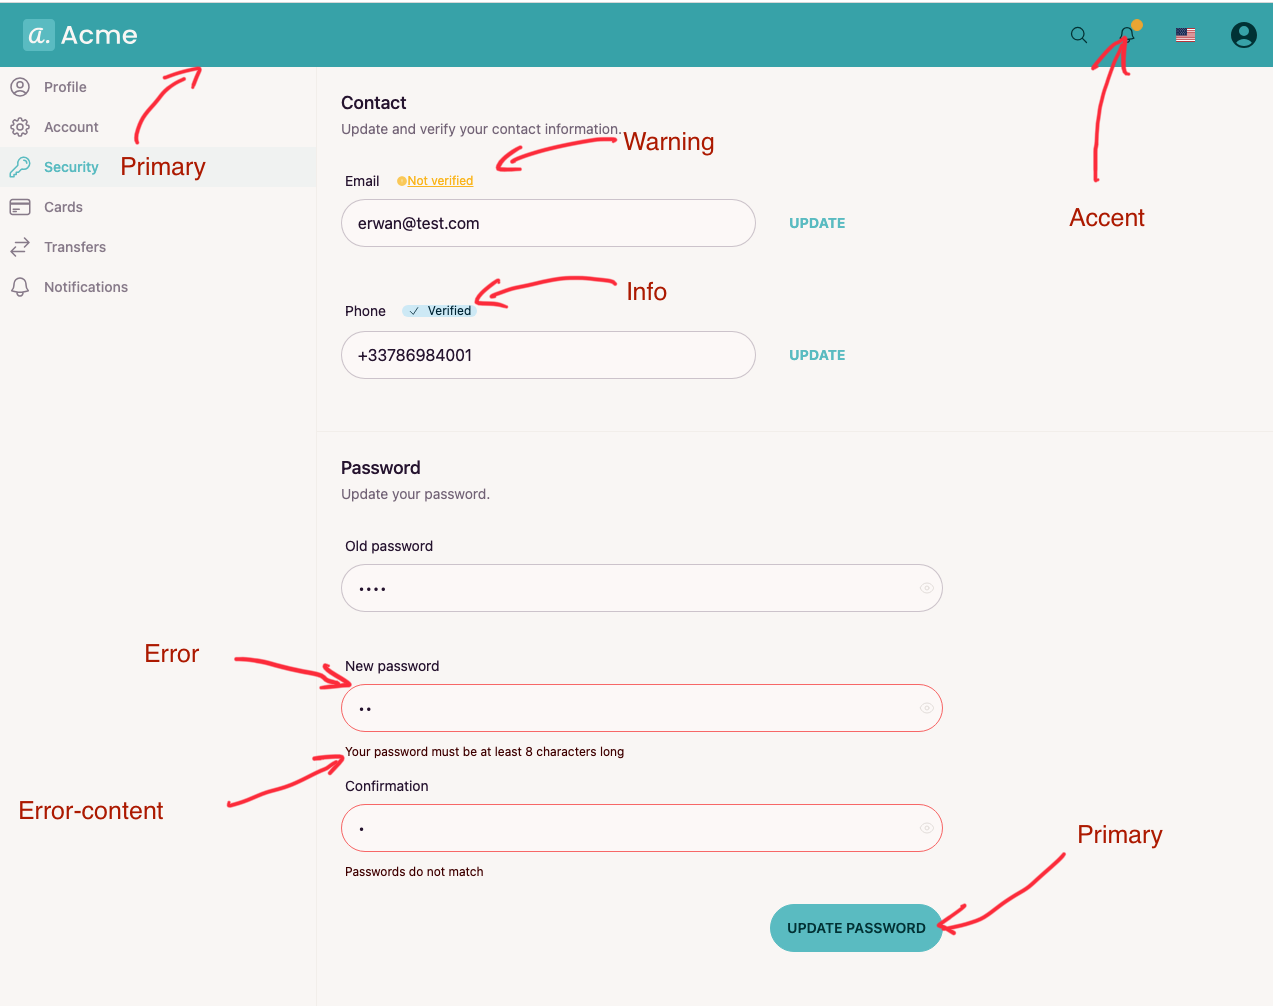 a. Acme
Profile
Account
Security
Cards
Transfers
Notifications
Primary
Accent
Contact
Update and verify your contact information.
Warning
Email
Not verified
erwan@test.com
UPDATE
Info
Phone
Verified
+33786984001
UPDATE
Password
Update your password.
Old password
••••
Error
New password
••
Your password must be at least 8 characters long
Error-content
Confirmation
•
Passwords do not match
Primary
UPDATE PASSWORD